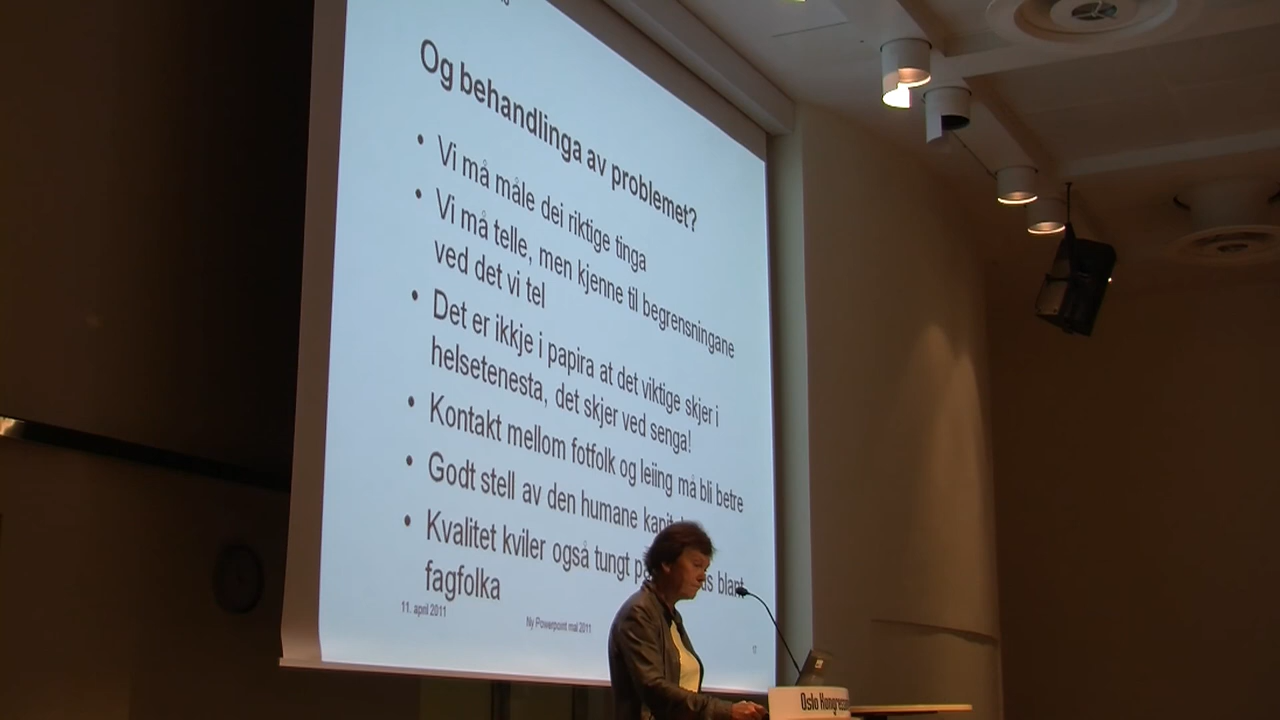 Og behandlinga av problemet?
• Vi må måle dei riktige tinga
• Vi må telle, men kjenne til begrensningane
ved det vi tel
• Det er ikkje i papira at det viktige skjer i
helsetenesta, det skjer ved senga!
• Kontakt mellom fotfolk og leiing må bli betre
• Godt stell av den humane
• Kvalitet kviler også tungt blant
fagfolka
11. april 2011
Ny Powerpoint mal 2011
17
Oslo